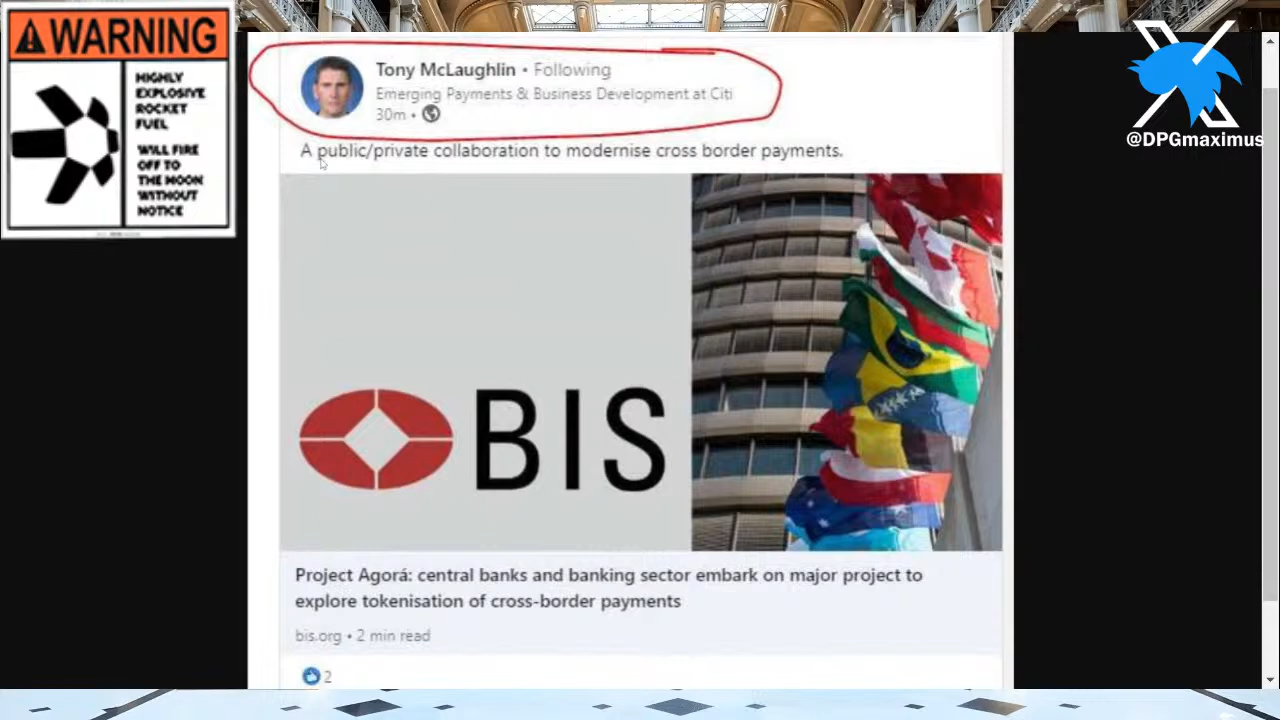 WARNING
HIGHLY
EXPLOSIVE
ROCKET
FUEL
WILL FIRE
OFF TO
THE MOON
WITHOUT
NOTICE
Tony McLaughlin • Following
Emerging Payments & Business Development at Citi
30m •
A public/private collaboration to modernise cross border payments.
BIS
Project Agorá: central banks and banking sector embark on major project to
explore tokenisation of cross-border payments
bis.org • 2 min read
2
X
@DPGmaximus